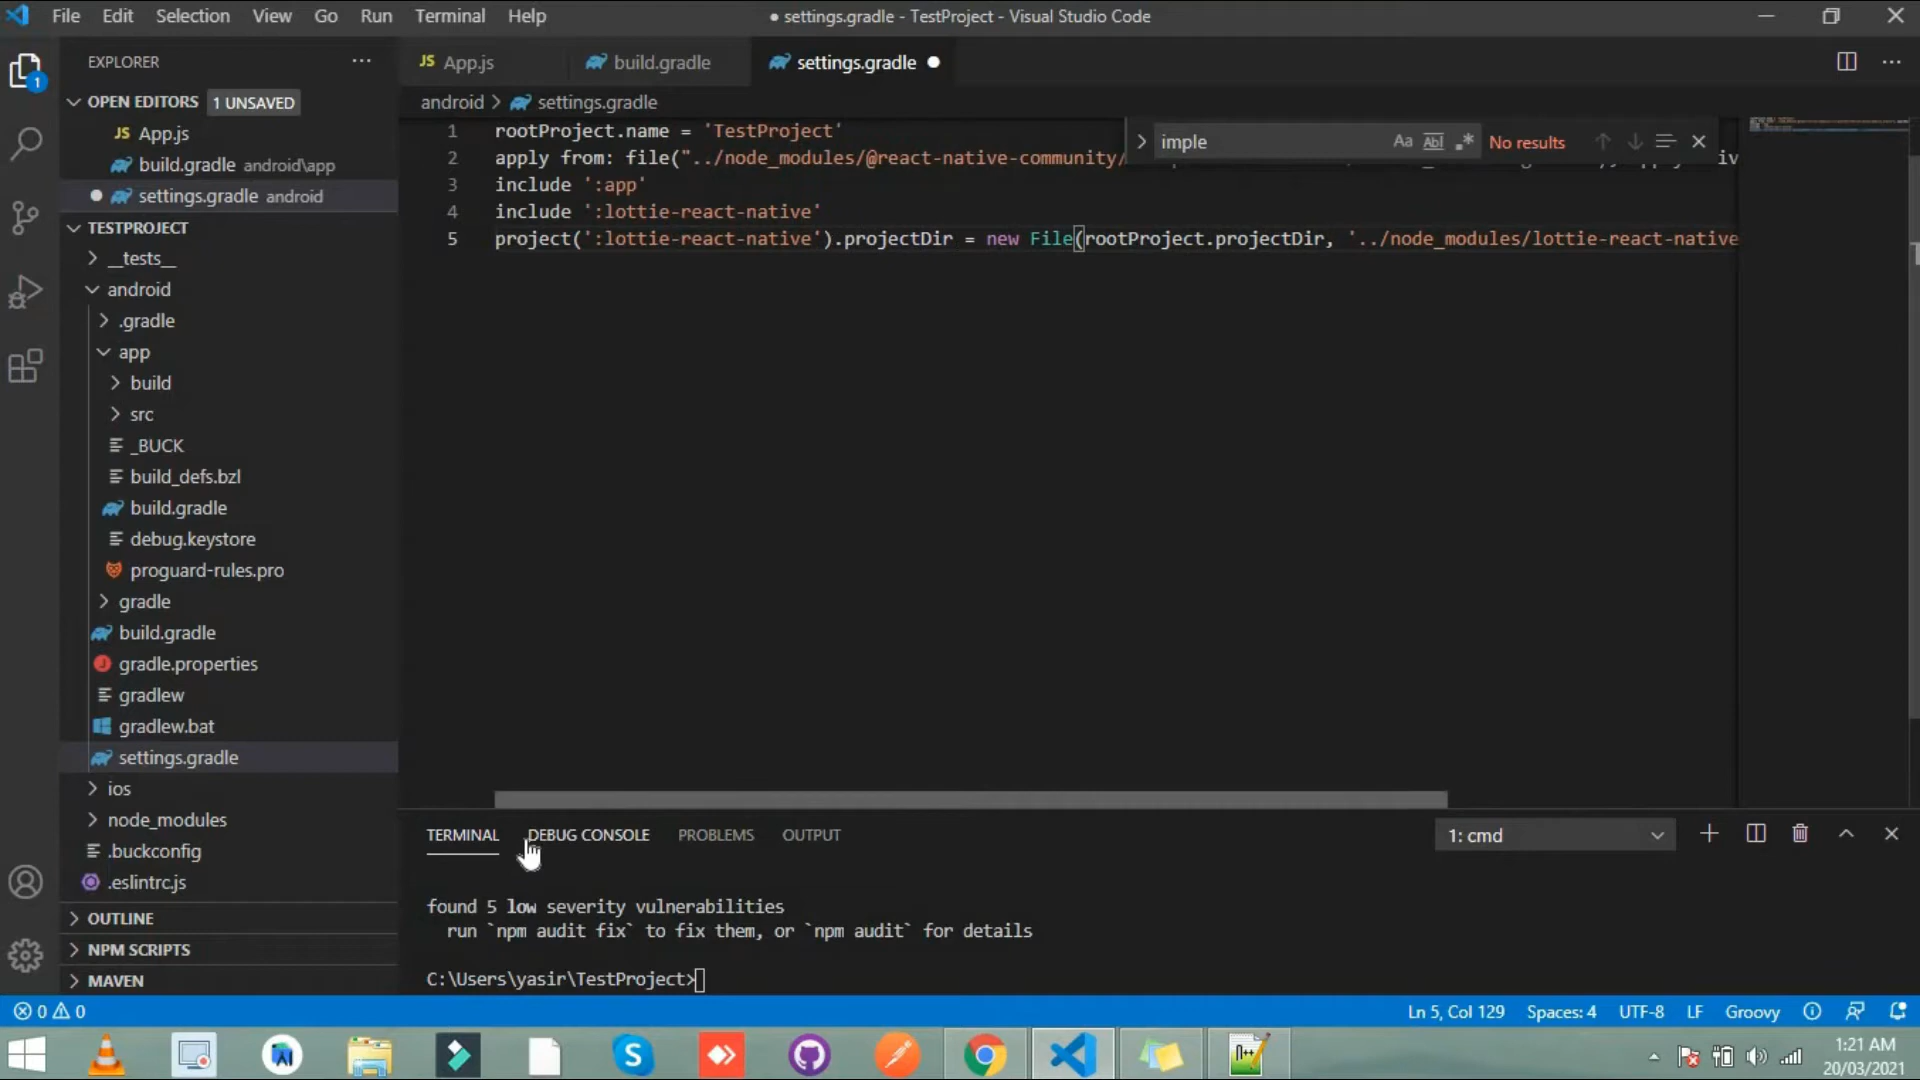 File Edit Selection View Go Run Terminal Help
● settings.gradle - TestProject - Visual Studio Code
EXPLORER
OPEN EDITORS 1 UNSAVED
JS App.js
build.gradle android\app
settings.gradle android
TESTPROJECT
__tests__
android
.gradle
app
build
src
_BUCK
build_defs.bzl
build.gradle
debug.keystore
proguard-rules.pro
gradle
build.gradle
gradle.properties
gradlew
gradlew.bat
settings.gradle
ios
node_modules
.buckconfig
.eslintrc.js
OUTLINE
NPM SCRIPTS
MAVEN
JS App.js build.gradle settings.gradle
android > settings.gradle
imple Aa Abl .* No results
1 rootProject.name = 'TestProject'
2 apply from: file("../node_modules/@react-native-community/
3 include ':app'
4 include ':lottie-react-native'
5 project(':lottie-react-native').projectDir = new File(rootProject.projectDir, '../node_modules/lottie-react-native
TERMINAL DEBUG CONSOLE PROBLEMS OUTPUT
1: cmd
found 5 low severity vulnerabilities
run `npm audit fix` to fix them, or `npm audit` for details
C:\Users\yasir\TestProject>
0 0
Ln 5, Col 129 Spaces: 4 UTF-8 LF Groovy
1:21 AM
20/03/2021